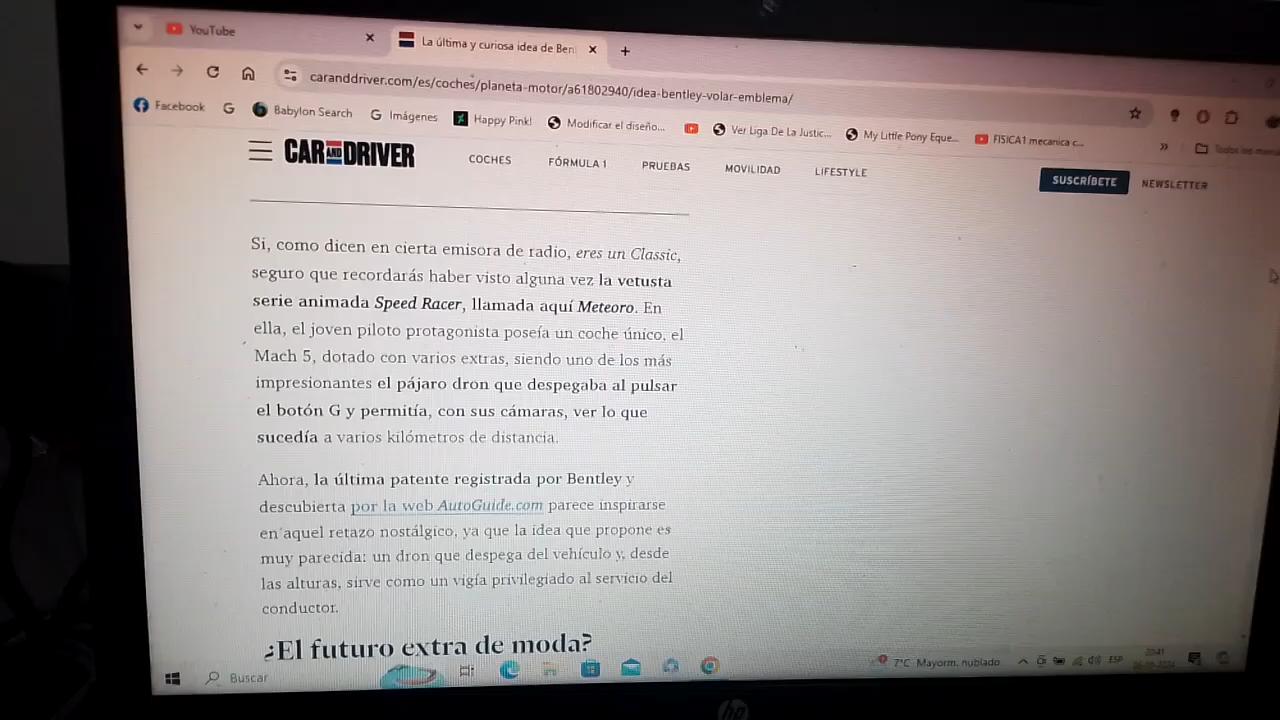 YouTube
La última y curiosa idea de Ben
caranddriver.com/es/coches/planeta-motor/a61802940/idea-bentley-volar-emblema/
Facebook
Babylon Search
Imágenes
Happy Pink!
Modificar el diseño...
Ver Liga De La Justic...
My Little Pony Eque...
FISICA1 mecanica c...
CAR AND DRIVER
COCHES
FÓRMULA 1
PRUEBAS
MOVILIDAD
LIFESTYLE
SUSCRÍBETE
NEWSLETTER
Si, como dicen en cierta emisora de radio, eres un Classic,
seguro que recordarás haber visto alguna vez la vetusta
serie animada Speed Racer, llamada aquí Meteoro. En
ella, el joven piloto protagonista poseía un coche único, el
Mach 5, dotado con varios extras, siendo uno de los más
impresionantes el pájaro dron que despegaba al pulsar
el botón G y permitía, con sus cámaras, ver lo que
sucedía a varios kilómetros de distancia.
Ahora, la última patente registrada por Bentley y
descubierta por la web AutoGuide.com parece inspirarse
en aquel retazo nostálgico, ya que la idea que propone es
muy parecida: un dron que despega del vehículo y, desde
las alturas, sirve como un vigía privilegiado al servicio del
conductor.
¿El futuro extra de moda?
Buscar
7°C Mayorm. nublado
ESP
20:41
hp